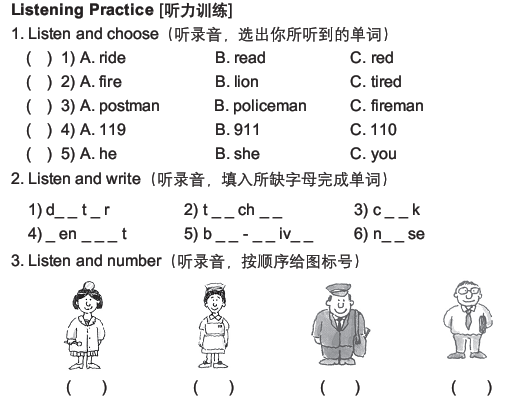 Listening Practice [听力训练]
1. Listen and choose（听录音，选出你所听到的单词）
(   ) 1) A. ride B. read C. red
(   ) 2) A. fire B. lion C. tired
(   ) 3) A. postman B. policeman C. fireman
(   ) 4) A. 119 B. 911 C. 110
(   ) 5) A. he B. she C. you
2. Listen and write（听录音，填入所缺字母完成单词）
1) d_ _ t _ r 2) t _ _ ch _ _ 3) c _ _ k
4) _ en _ _ _ t 5) b _ _ - _ _ iv_ _ 6) n_ _ se
3. Listen and number（听录音，按顺序给图标号）
(   ) (   ) (   ) (   )